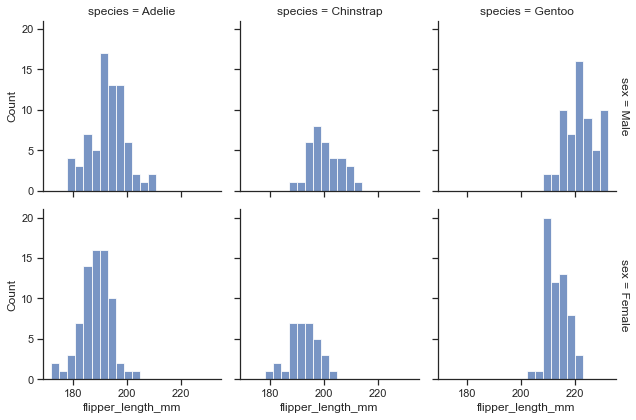 species = Adelie
species = Chinstrap
species = Gentoo
20
15
10
5
0
Count
sex = Male
20
15
10
5
0
Count
sex = Female
180 200 220
180 200 220
180 200 220
flipper_length_mm
flipper_length_mm
flipper_length_mm